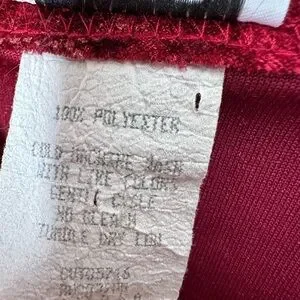 100% POLYESTER
COLD MACHINE WASH
WITH LIKE COLORS
GENTLE CYCLE
NO BLEACH
TUMBLE DRY LOW